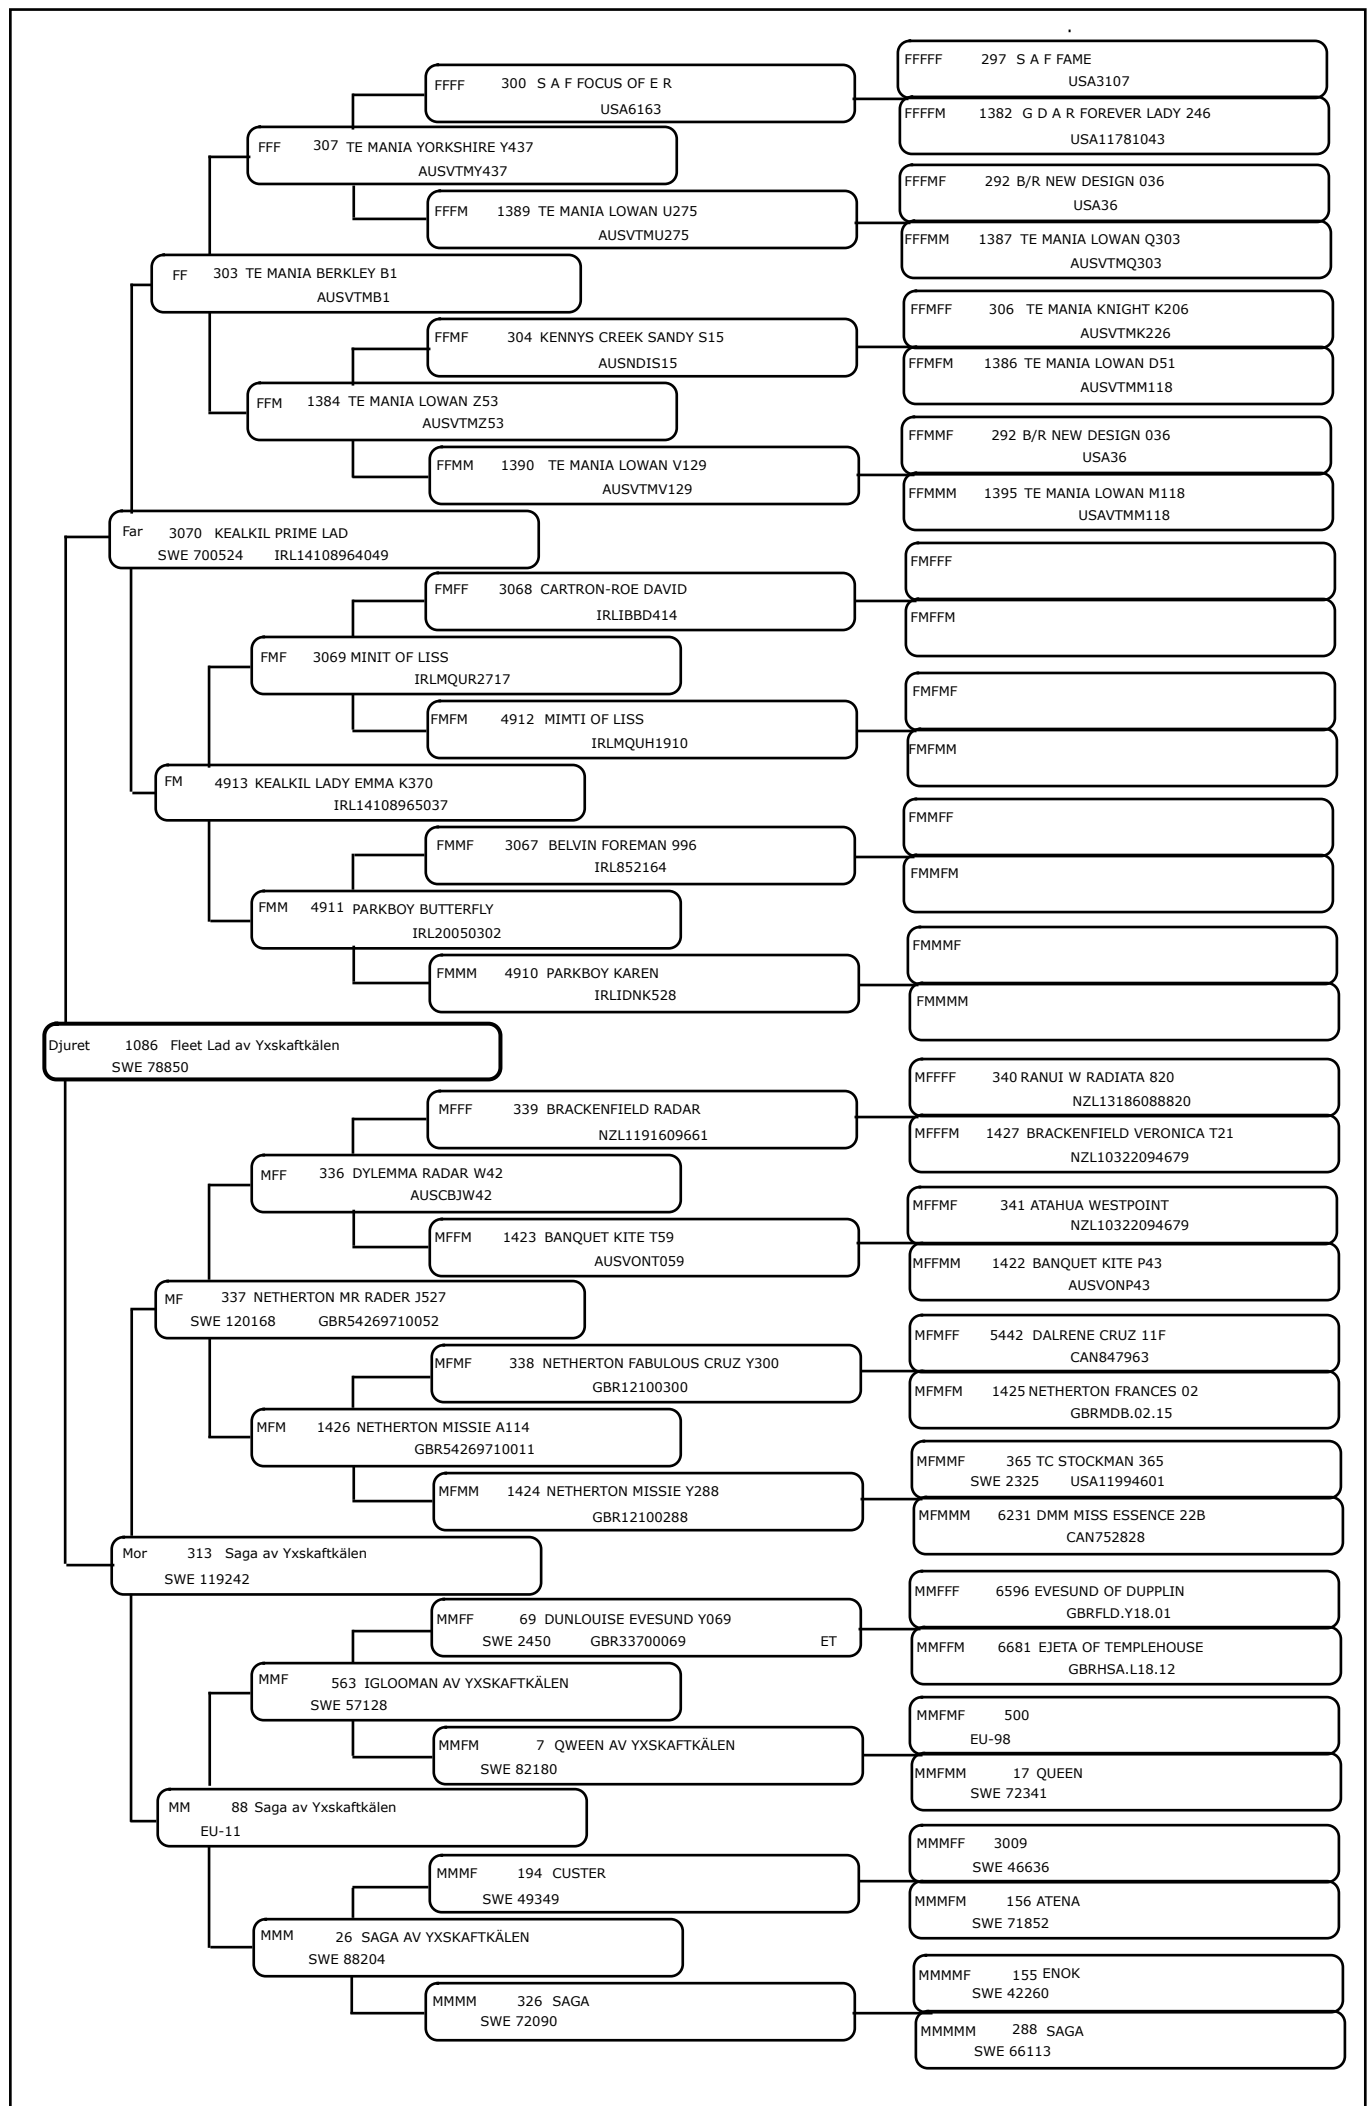 FFFFF 297 S A F FAME
USA3107
FFFF 300 S A F FOCUS OF E R
USA6163
FFFFM 1382 G D A R FOREVER LADY 246
USA11781043
FFF 307 TE MANIA YORKSHIRE Y437
AUSVTMY437
FFFMF 292 B/R NEW DESIGN 036
USA36
FFFM 1389 TE MANIA LOWAN U275
AUSVTMU275
FFFMM 1387 TE MANIA LOWAN Q303
AUSVTMQ303
FF 303 TE MANIA BERKLEY B1
AUSVTMB1
FFMFF 306 TE MANIA KNIGHT K206
AUSVTMK226
FFMF 304 KENNYS CREEK SANDY S15
AUSNDIS15
FFMFM 1386 TE MANIA LOWAN D51
AUSVTMM118
FFM 1384 TE MANIA LOWAN Z53
AUSVTMZ53
FFMMF 292 B/R NEW DESIGN 036
USA36
FFMM 1390 TE MANIA LOWAN V129
AUSVTMV129
FFMMM 1395 TE MANIA LOWAN M118
USAVTMM118
Far 3070 KEALKIL PRIME LAD
SWE 700524 IRL14108964049
FMFFF
FMFF 3068 CARTRON-ROE DAVID
IRLIBBD414
FMFFM
FMF 3069 MINIT OF LISS
IRLMQUR2717
FMFMF
FMFM 4912 MIMTI OF LISS
IRLMQUH1910
FMFMM
FM 4913 KEALKIL LADY EMMA K370
IRL14108965037
FMMFF
FMMF 3067 BELVIN FOREMAN 996
IRL852164
FMMFM
FMM 4911 PARKBOY BUTTERFLY
IRL20050302
FMMMF
FMMM 4910 PARKBOY KAREN
IRLIDNK528
FMMMM
Djuret 1086 Fleet Lad av Yxskaftkälen
SWE 78850
MFFFF 340 RANUI W RADIATA 820
NZL13186088820
MFFF 339 BRACKENFIELD RADAR
NZL1191609661
MFFFM 1427 BRACKENFIELD VERONICA T21
NZL10322094679
MFF 336 DYLEMMA RADAR W42
AUSCBJW42
MFFMF 341 ATAHUA WESTPOINT
NZL10322094679
MFFM 1423 BANQUET KITE T59
AUSVONT059
MFFMM 1422 BANQUET KITE P43
AUSVONP43
MF 337 NETHERTON MR RADER J527
SWE 120168 GBR54269710052
MFMFF 5442 DALRENE CRUZ 11F
CAN847963
MFMF 338 NETHERTON FABULOUS CRUZ Y300
GBR12100300
MFMFM 1425 NETHERTON FRANCES 02
GBRMDB.02.15
MFM 1426 NETHERTON MISSIE A114
GBR54269710011
MFMMF 365 TC STOCKMAN 365
SWE 2325 USA11994601
MFMM 1424 NETHERTON MISSIE Y288
GBR12100288
MFMMM 6231 DMM MISS ESSENCE 22B
CAN752828
Mor 313 Saga av Yxskaftkälen
SWE 119242
MMFFF 6596 EVESUND OF DUPPLIN
GBRFLD.Y18.01
MMFF 69 DUNLOUISE EVESUND Y069
SWE 2450 GBR33700069 ET
MMFFM 6681 EJETA OF TEMPLEHOUSE
GBRHSA.L18.12
MMF 563 IGLOOMAN AV YXSKAFTKÄLEN
SWE 57128
MMFMF 500
EU-98
MMFM 7 QWEEN AV YXSKAFTKÄLEN
SWE 82180
MMFMM 17 QUEEN
SWE 72341
MM 88 Saga av Yxskaftkälen
EU-11
MMMFF 3009
SWE 46636
MMMF 194 CUSTER
SWE 49349
MMMFM 156 ATENA
SWE 71852
MMM 26 SAGA AV YXSKAFTKÄLEN
SWE 88204
MMMMF 155 ENOK
SWE 42260
MMMM 326 SAGA
SWE 72090
MMMMM 288 SAGA
SWE 66113